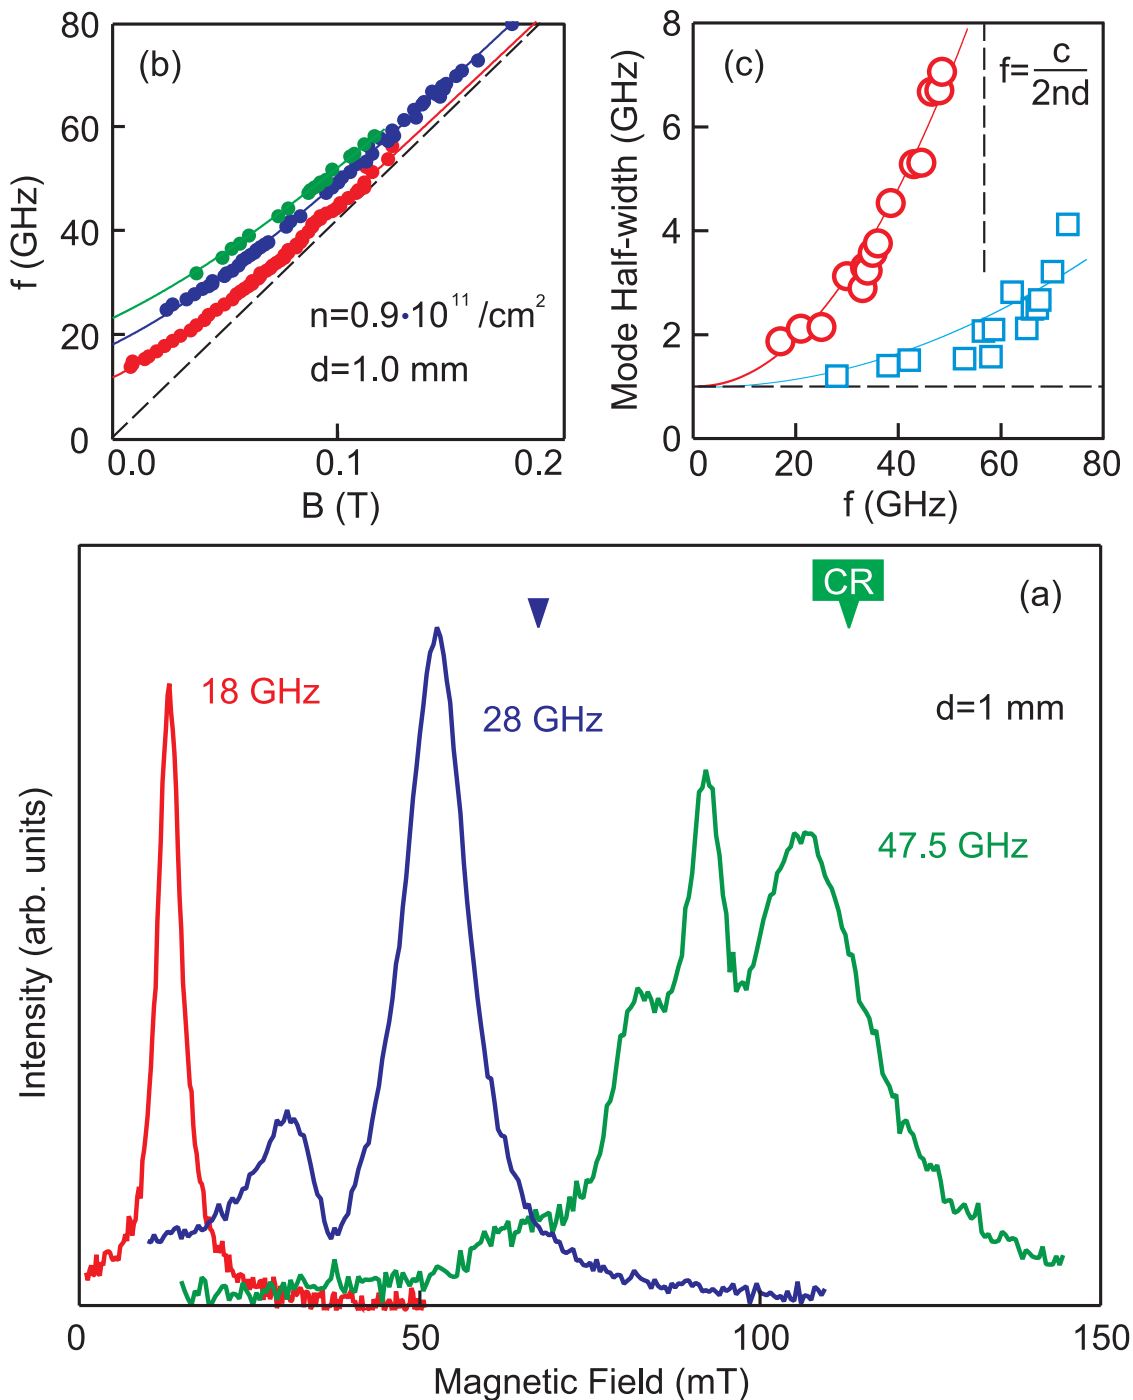 (b)
f (GHz)
80
60
40
20
0
0.0 0.1 0.2
B (T)
n=0.9·10¹¹ /cm²
d=1.0 mm
(c)
Mode Half-width (GHz)
8
6
4
2
0
0 20 40 60 80
f (GHz)
f=c/2nd
(a)
CR
18 GHz
28 GHz
d=1 mm
47.5 GHz
Intensity (arb. units)
0 50 100 150
Magnetic Field (mT)